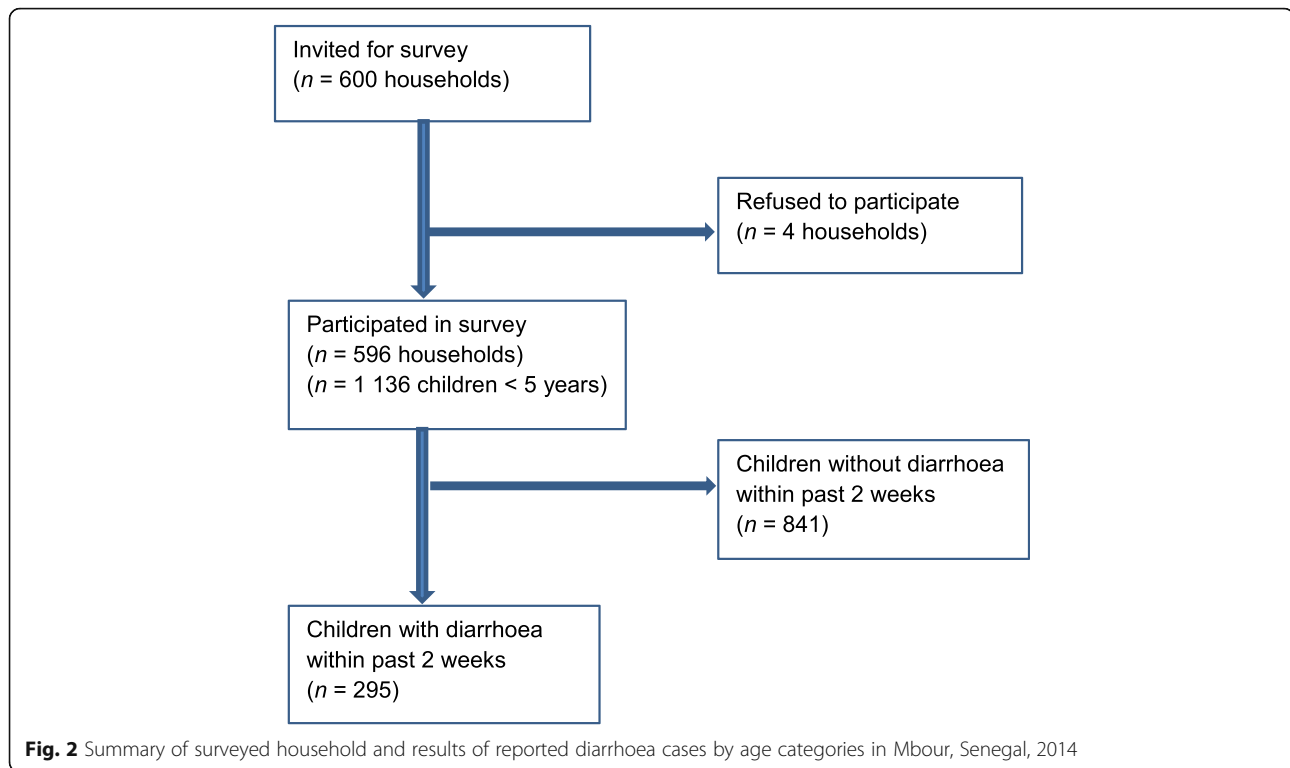 Invited for survey
(n = 600 households)
Refused to participate
(n = 4 households)
Participated in survey
(n = 596 households)
(n = 1 136 children < 5 years)
Children without diarrhoea
within past 2 weeks
(n = 841)
Children with diarrhoea
within past 2 weeks
(n = 295)
Fig. 2 Summary of surveyed household and results of reported diarrhoea cases by age categories in Mbour, Senegal, 2014